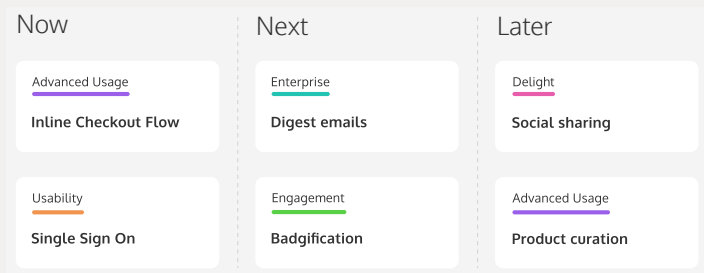 Now
Next
Later
Advanced Usage
Inline Checkout Flow
Enterprise
Digest emails
Delight
Social sharing
Usability
Single Sign On
Engagement
Badgification
Advanced Usage
Product curation